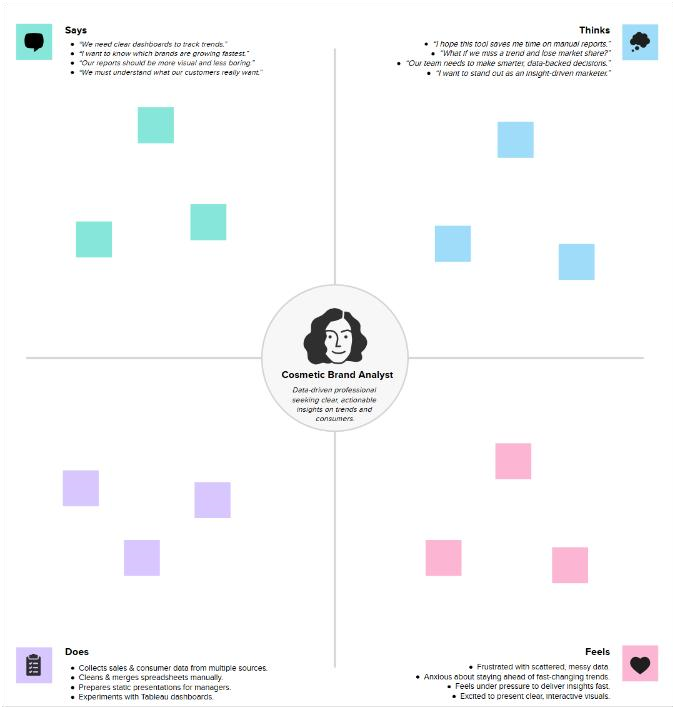 Says
● "We need clear dashboards to track trends."
● "I want to know which brands are growing fastest."
● "Our reports should be more visual and less boring."
● "We must understand what our customers really want."
Thinks
● "I hope this tool saves me time on manual reports."
● "What if we miss a trend and lose market share?"
● "Our team needs to make smarter, data-backed decisions."
● "I want to stand out as an insight-driven marketer."
Cosmetic Brand Analyst
Data-driven professional
seeking clear, actionable
insights on trends and
consumers.
Does
● Collects sales & consumer data from multiple sources.
● Cleans & merges spreadsheets manually.
● Prepares static presentations for managers.
● Experiments with Tableau dashboards.
Feels
● Frustrated with scattered, messy data.
● Anxious about staying ahead of fast-changing trends.
● Feels under pressure to deliver insights fast.
● Excited to present clear, interactive visuals.